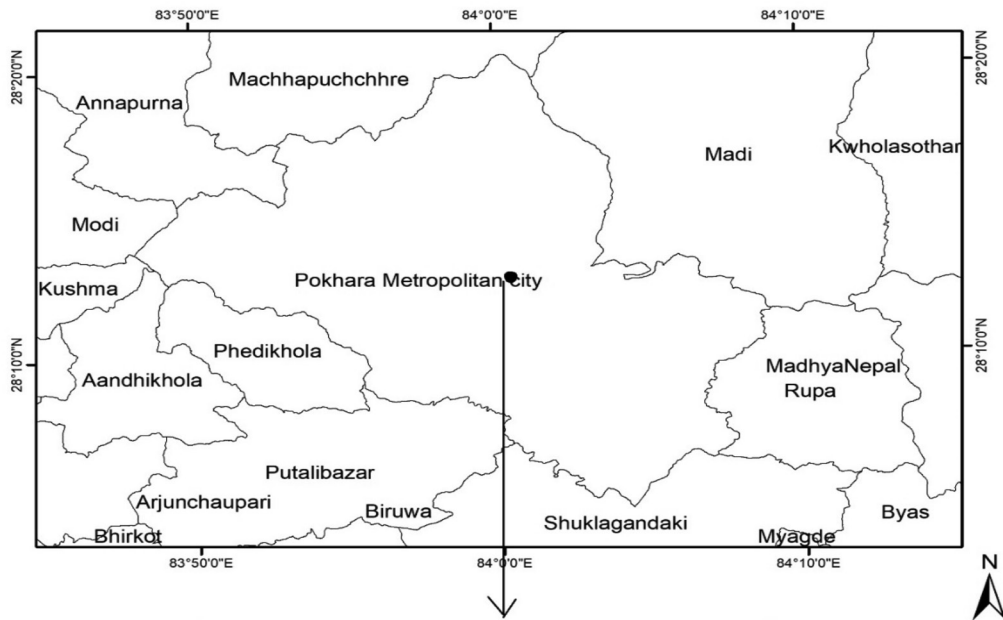 83°50'0"E 84°0'0"E 84°10'0"E
28°20'0"N
28°20'0"N
Machhapuchchhre
Annapurna
Madi
Kwholasothar
Modi
Kushma
Pokhara Metropolitan City
28°10'0"N
28°10'0"N
Phedikhola
Aandhikhola
MadhyaNepal
Rupa
Putalibazar
Arjunchaupari
Biruwa
Shuklagandaki
Byas
Bhirkot
Myagde
83°50'0"E 84°0'0"E 84°10'0"E
N